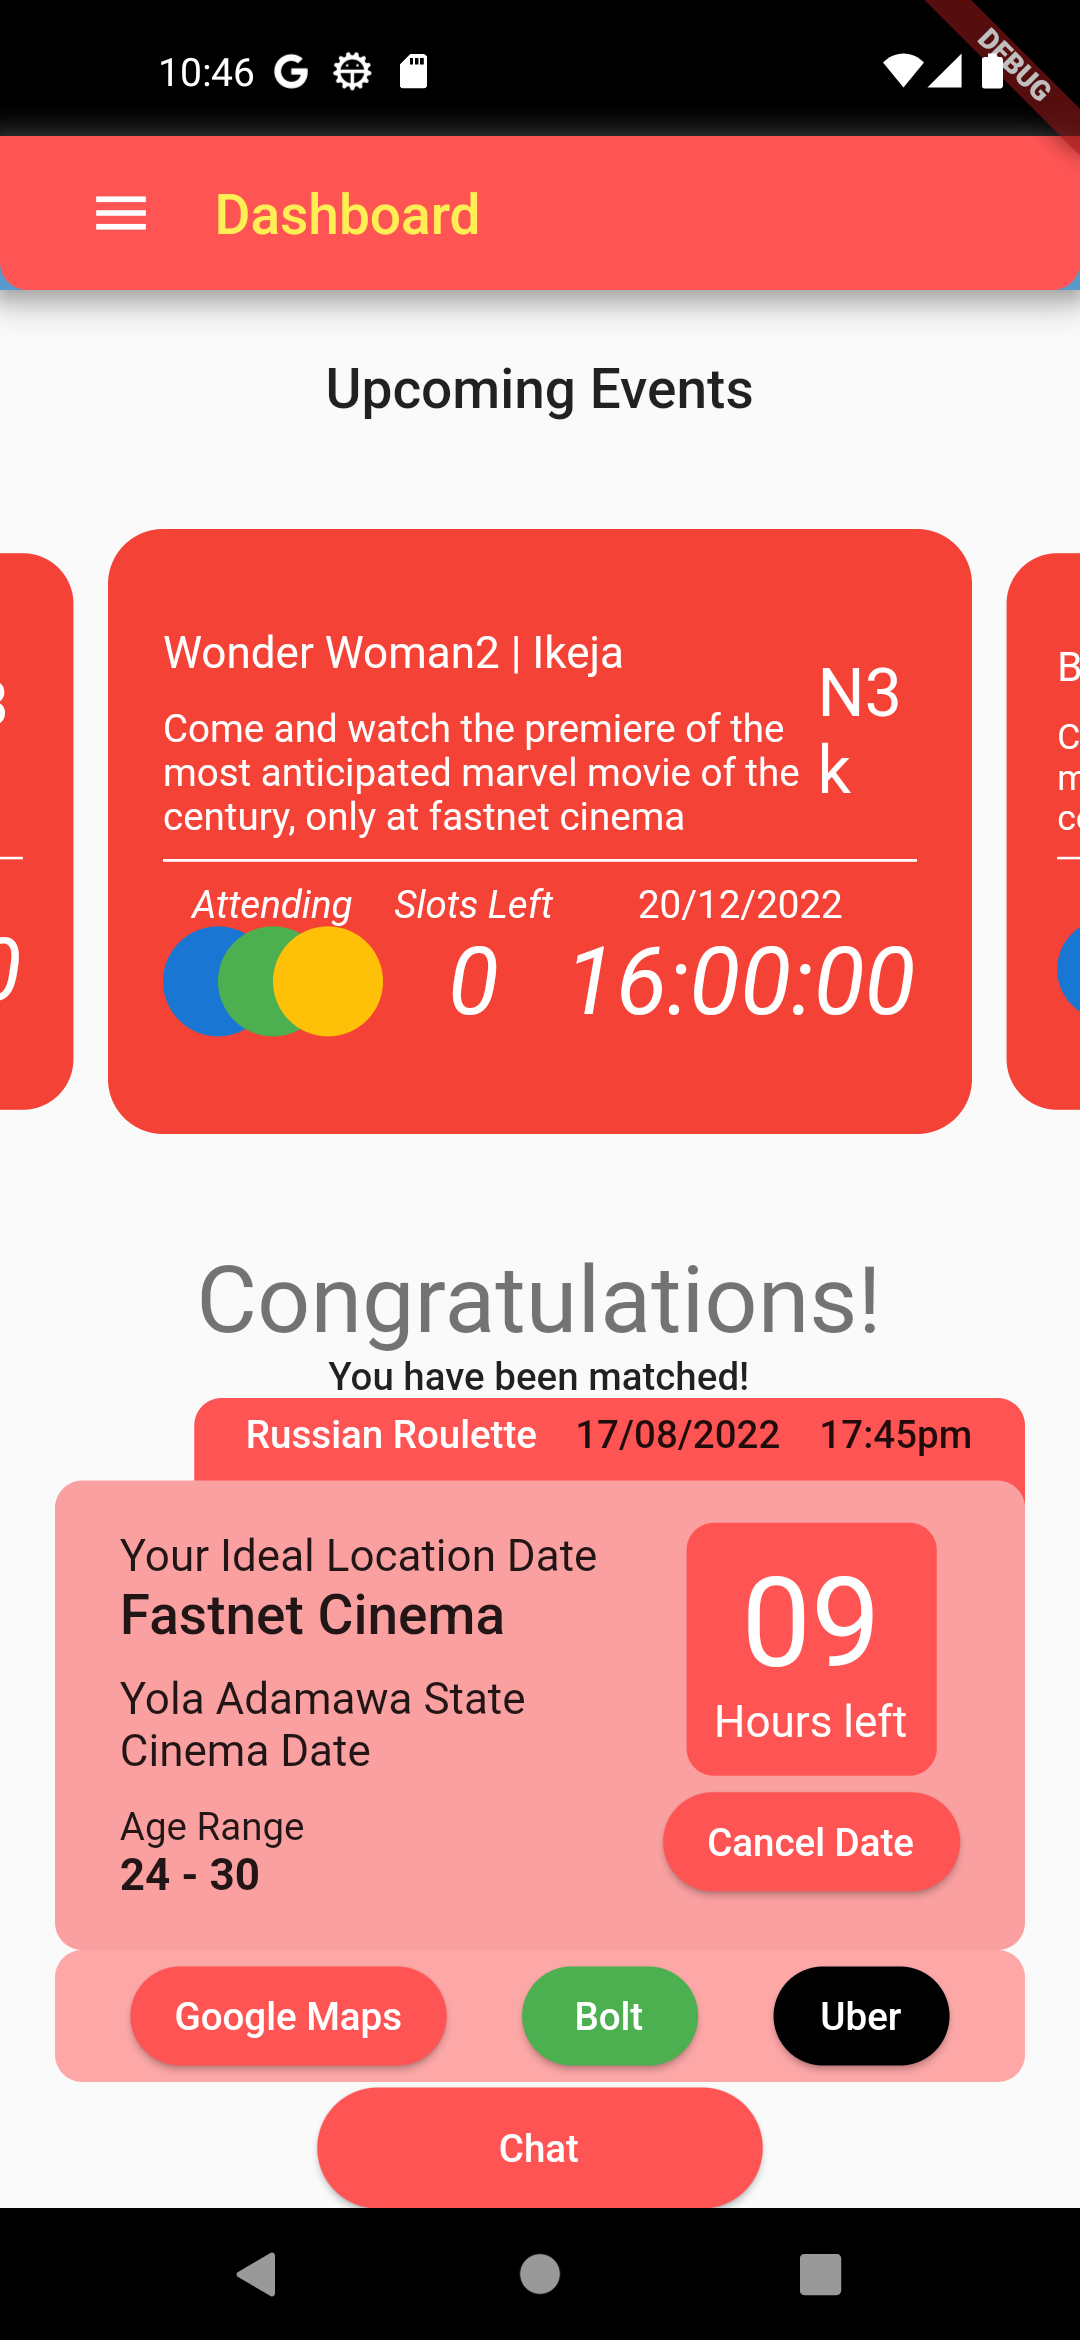 10:46
DEBUG
Dashboard
Upcoming Events
Wonder Woman2 | Ikeja
N3
k
Come and watch the premiere of the
most anticipated marvel movie of the
century, only at fastnet cinema
Attending Slots Left 20/12/2022
0 16:00:00
Congratulations!
You have been matched!
Russian Roulette 17/08/2022 17:45pm
Your Ideal Location Date
Fastnet Cinema
Yola Adamawa State
Cinema Date
Age Range
24 - 30
09
Hours left
Cancel Date
Google Maps Bolt Uber
Chat